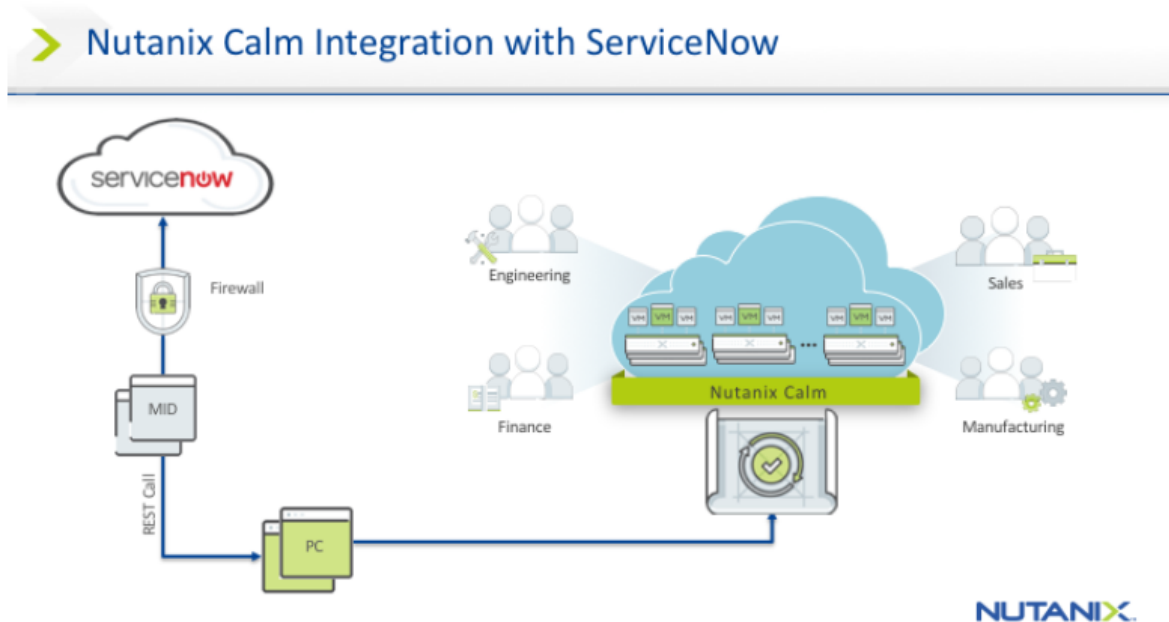 Nutanix Calm Integration with ServiceNow
servicenow
Firewall
MID
REST Call
PC
Engineering
Finance
Sales
Manufacturing
VM VM VM VM VM VM VM VM VM
...
Nutanix Calm
NUTANIX.